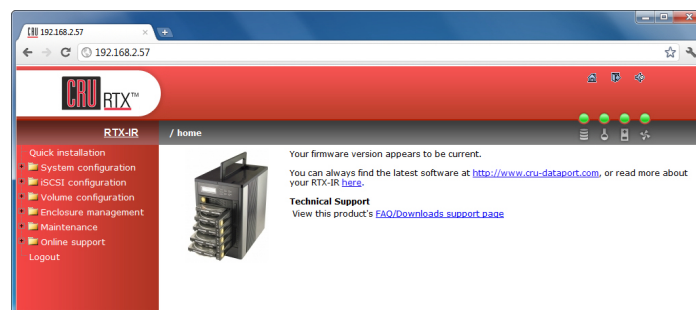 CRU 192.168.2.57
192.168.2.57
CRU RTX™
RTX-IR
/ home
Quick installation
System configuration
iSCSI configuration
Volume configuration
Enclosure management
Maintenance
Online support
Logout
Your firmware version appears to be current.
You can always find the latest software at http://www.cru-dataport.com, or read more about
your RTX-IR here.
Technical Support
View this product's FAQ/Downloads support page